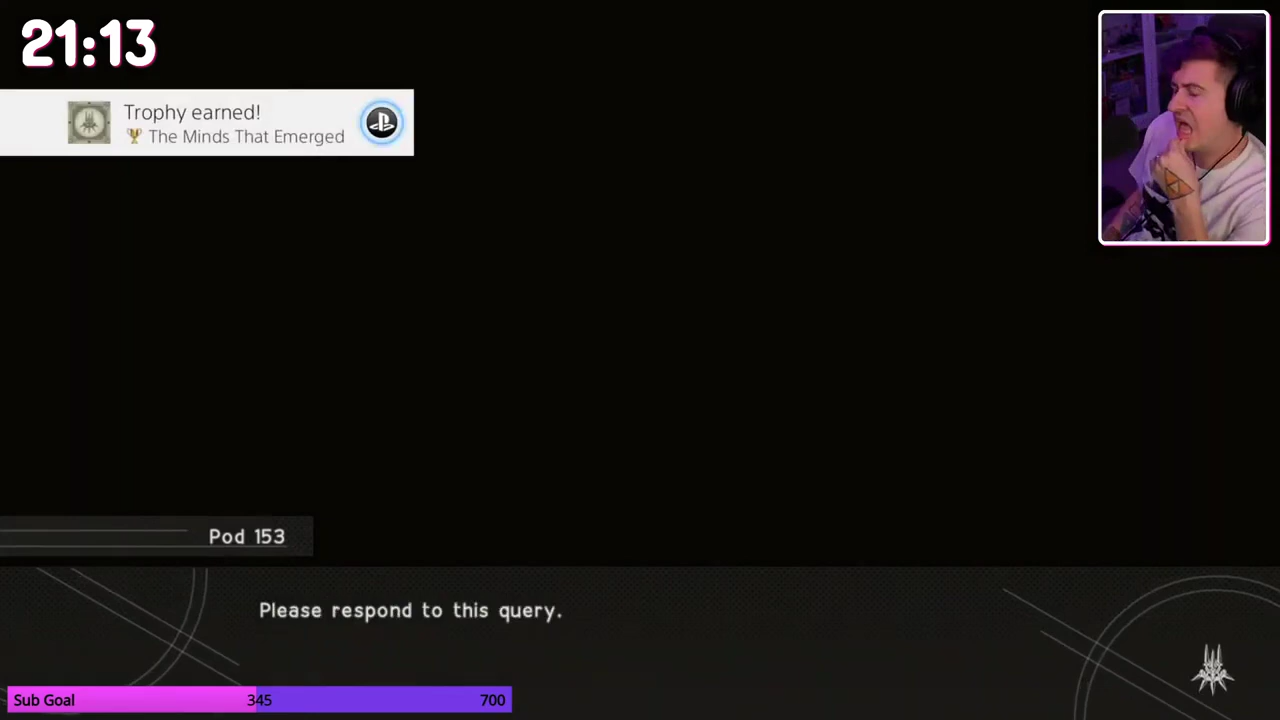 21:13
Trophy earned!
The Minds That Emerged
Pod 153
Please respond to this query.
Sub Goal 345 700